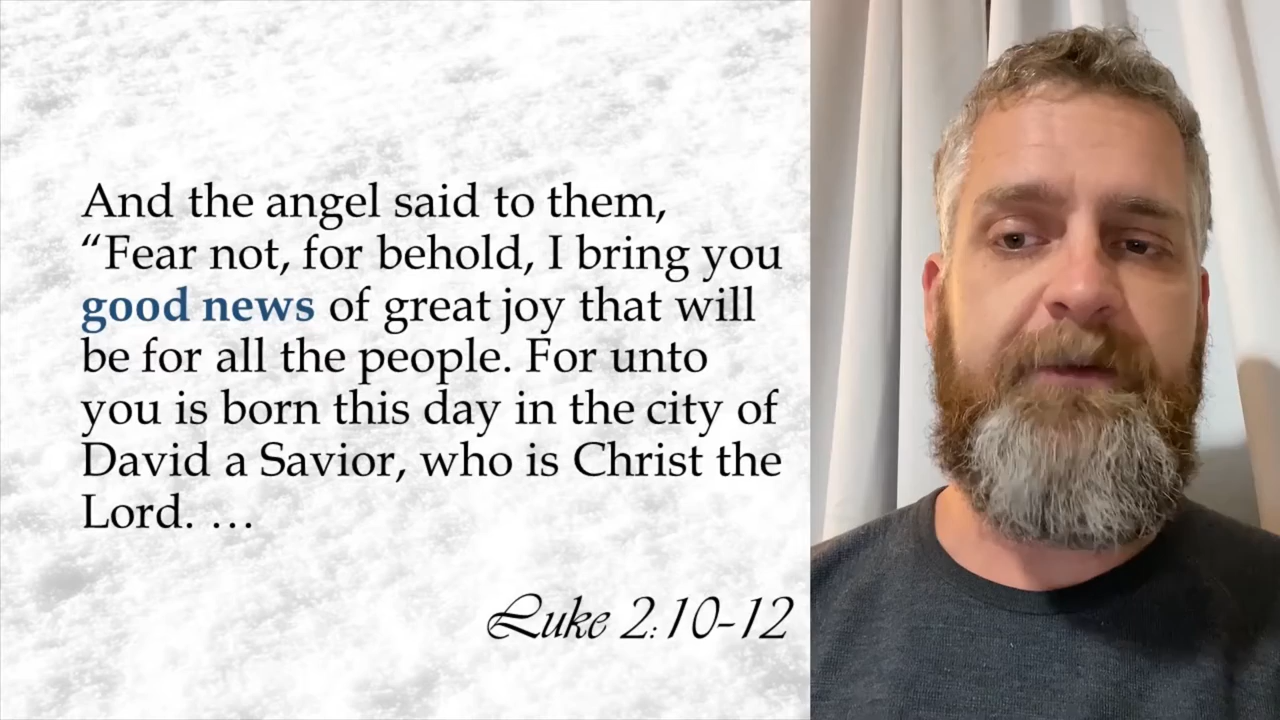 And the angel said to them,
“Fear not, for behold, I bring you
good news of great joy that will
be for all the people. For unto
you is born this day in the city of
David a Savior, who is Christ the
Lord. …
Luke 2:10-12